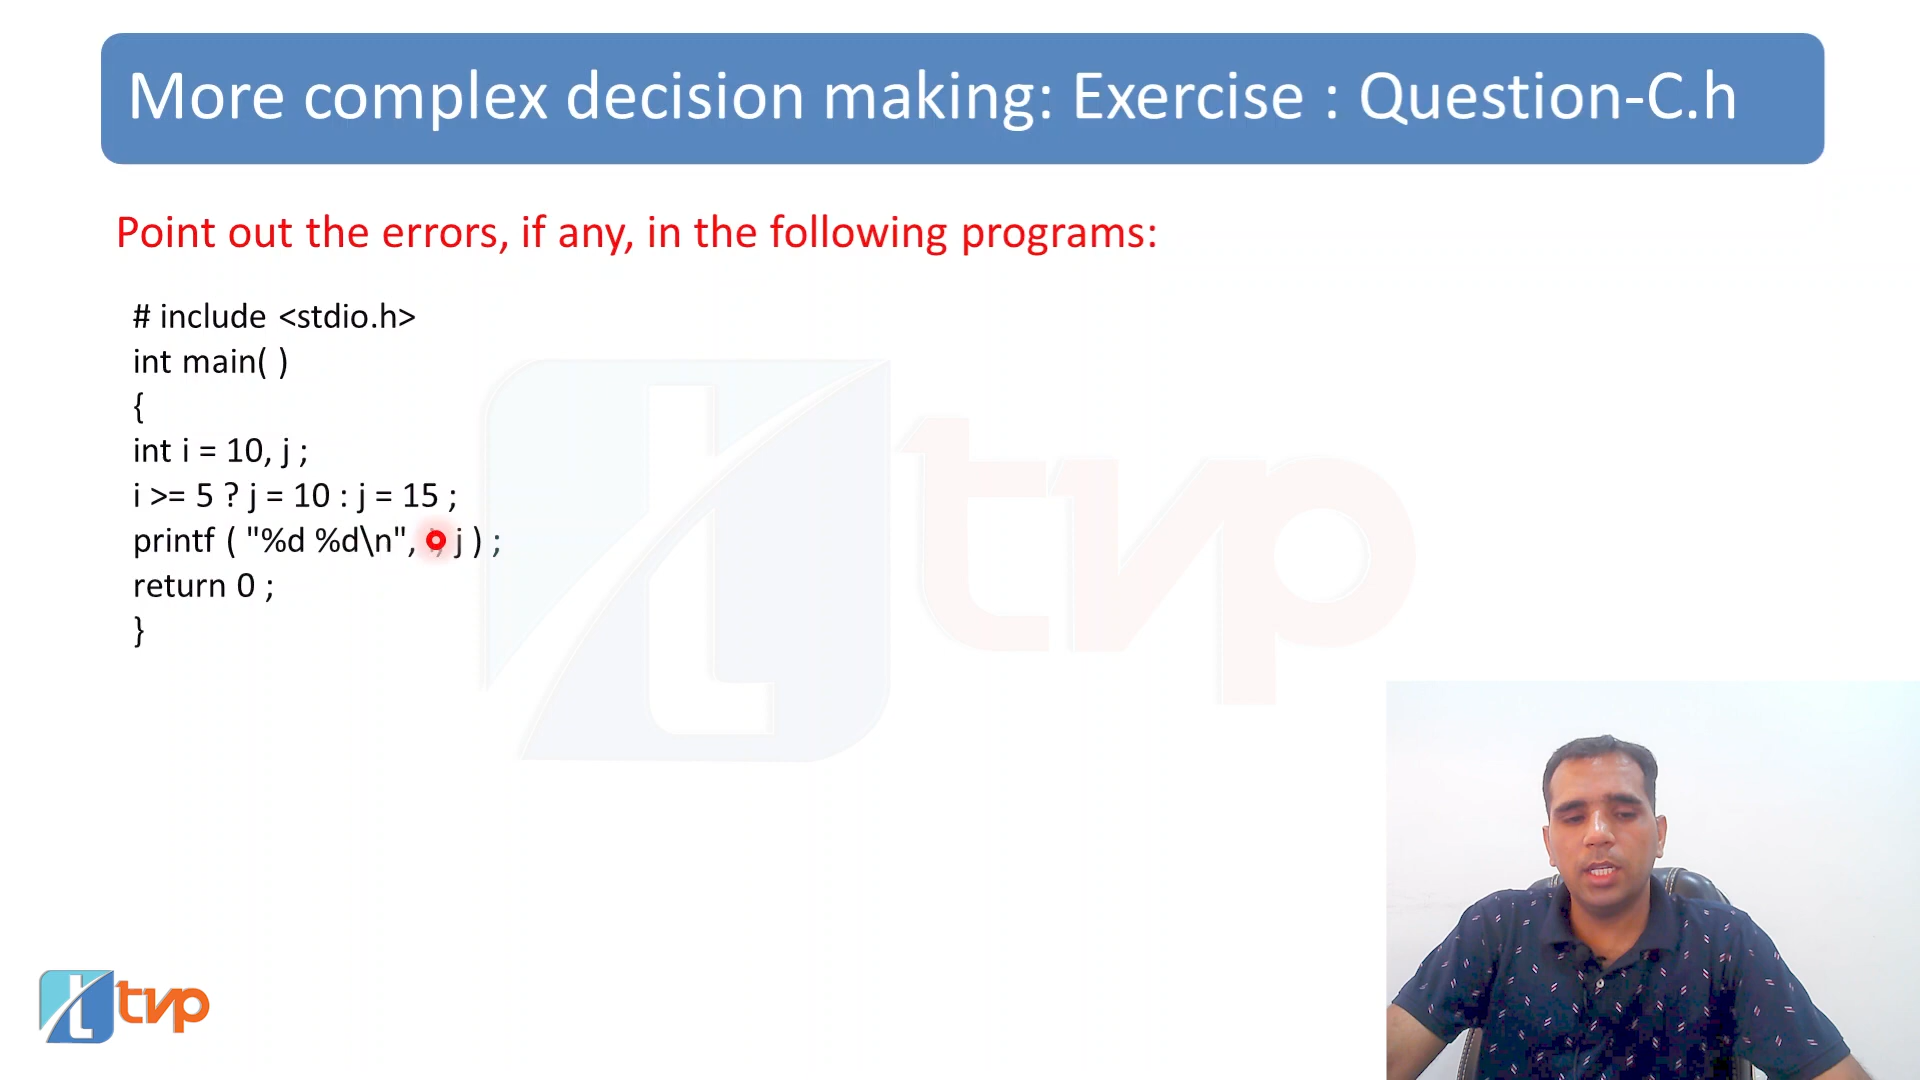 More complex decision making: Exercise : Question-C.h
Point out the errors, if any, in the following programs:
# include <stdio.h>
int main( )
{
int i = 10, j ;
i >= 5 ? j = 10 : j = 15 ;
printf ( "%d %d\n", , j ) ;
return 0 ;
}
tvp
tvp